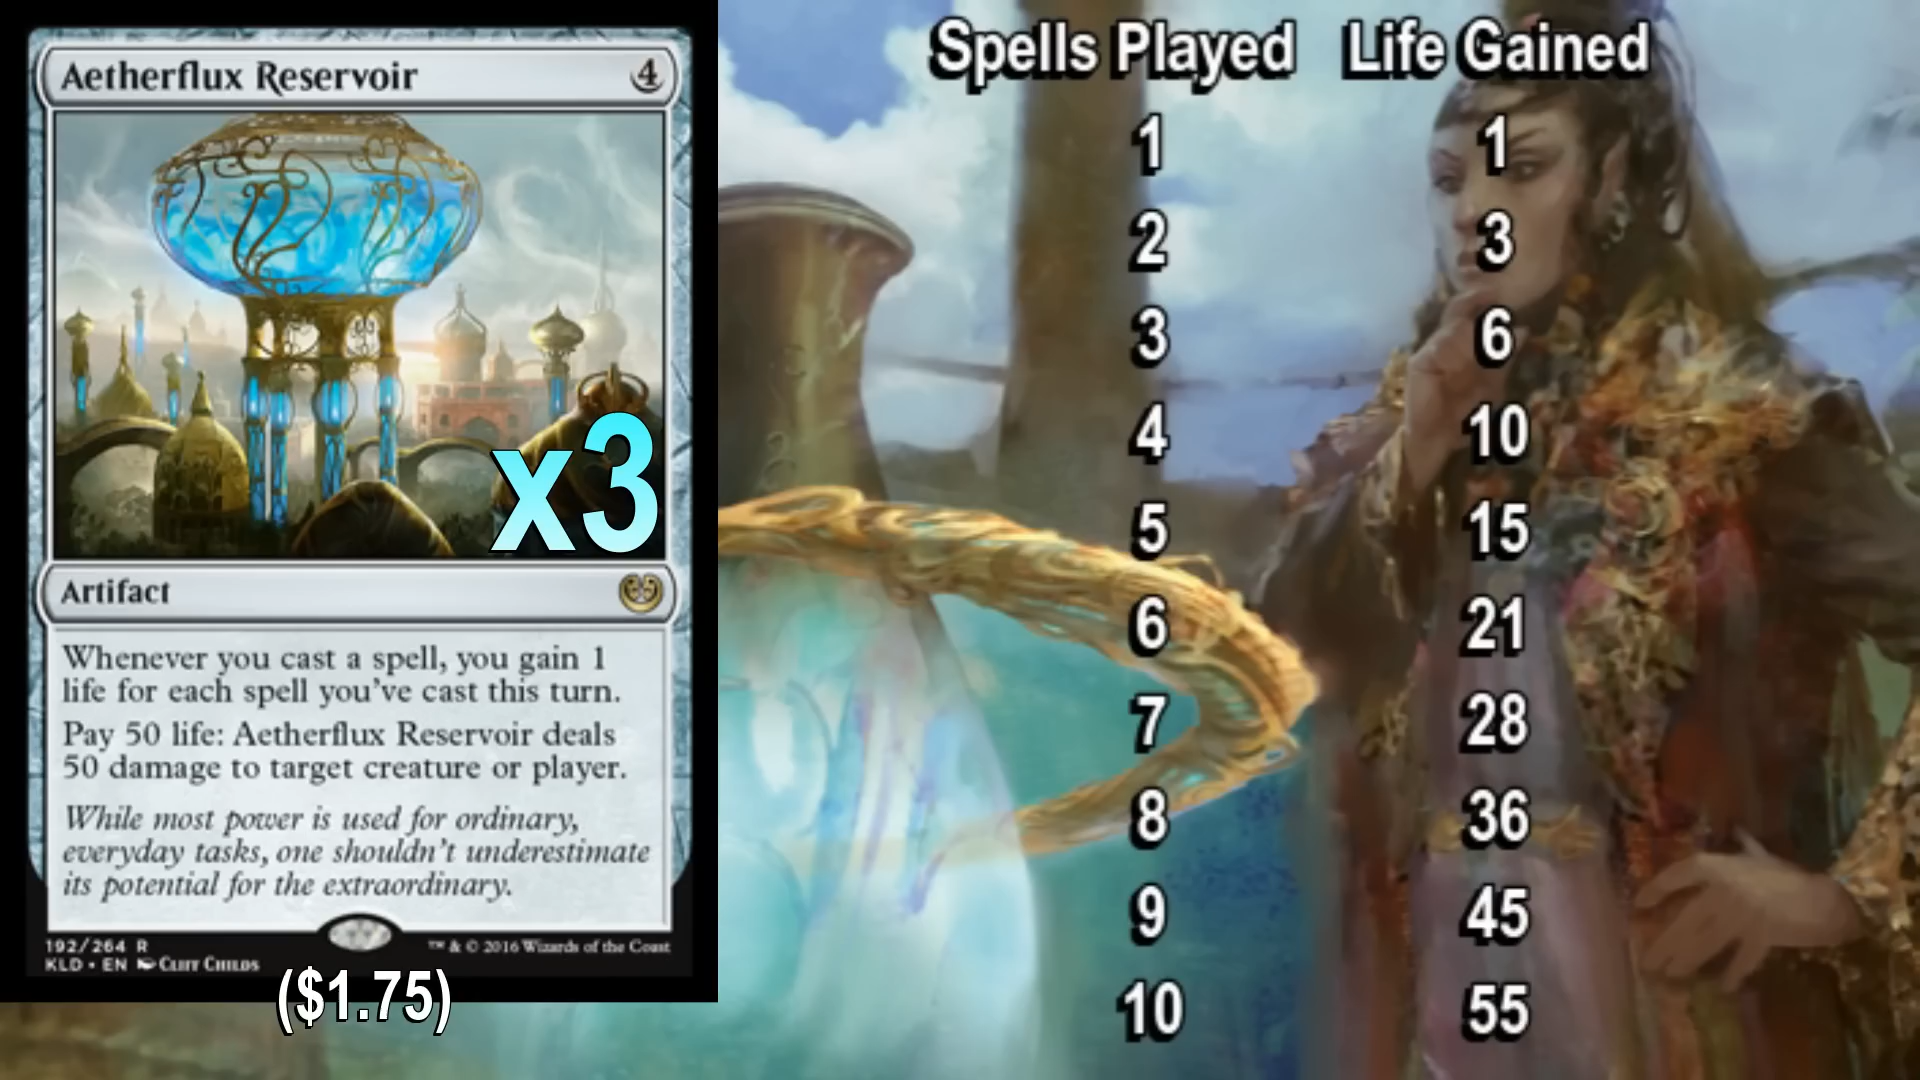 Aetherflux Reservoir 4
x3
Artifact
Whenever you cast a spell, you gain 1
life for each spell you've cast this turn.
Pay 50 life: Aetherflux Reservoir deals
50 damage to target creature or player.
While most power is used for ordinary,
everyday tasks, one shouldn't underestimate
its potential for the extraordinary.
192/264 R
KLD • EN CLIFF CHILDS
™ & © 2016 Wizards of the Coast
($1.75)
Spells Played Life Gained
1 1
2 3
3 6
4 10
5 15
6 21
7 28
8 36
9 45
10 55